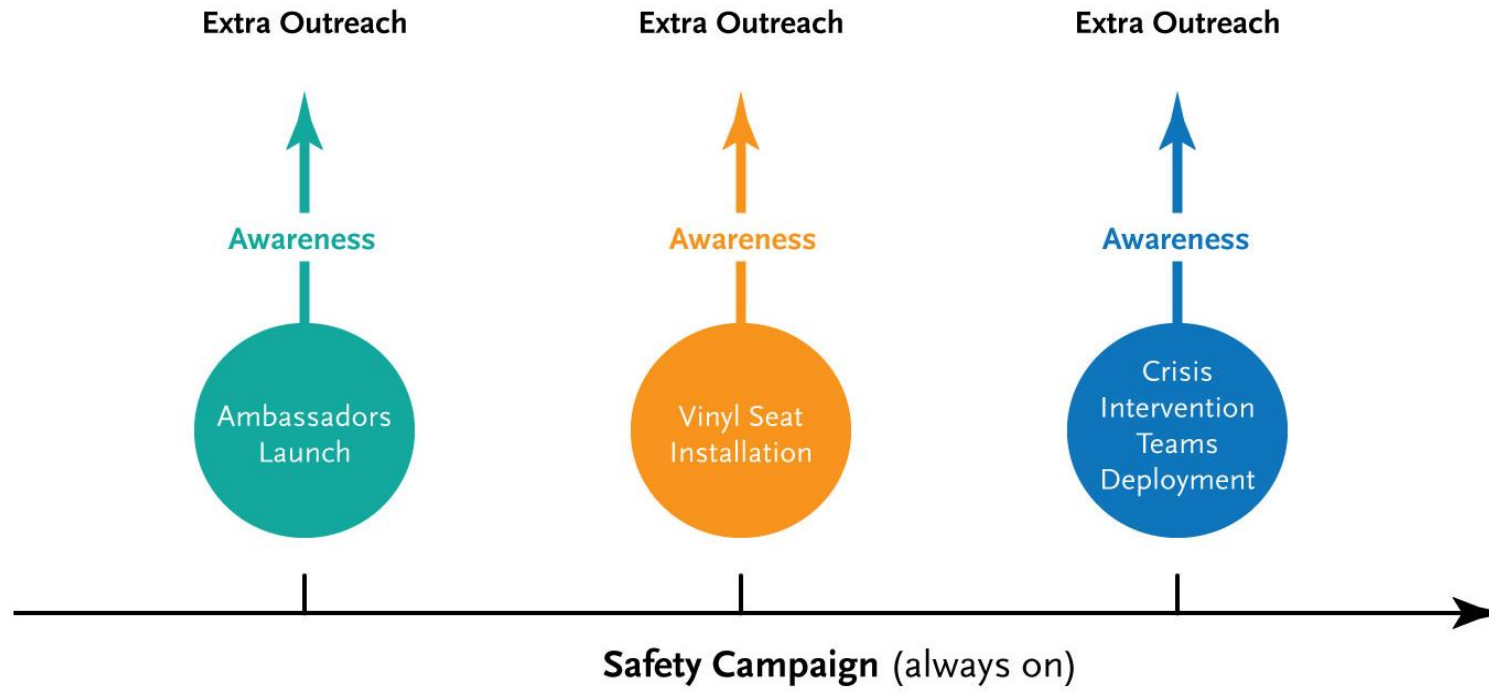 Extra Outreach
Extra Outreach
Extra Outreach
Awareness
Awareness
Awareness
Ambassadors
Launch
Vinyl Seat
Installation
Crisis
Intervention
Teams
Deployment
Safety Campaign (always on)